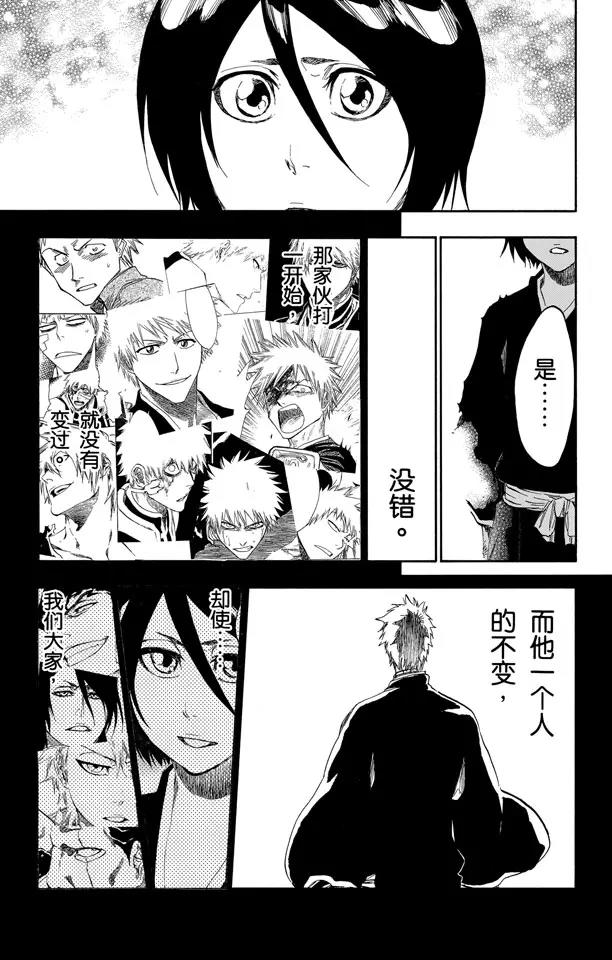 是……
没错。
那家伙打
一开始，
就没有
变过。
而他一个人
的不变，
却使……
我们大家，